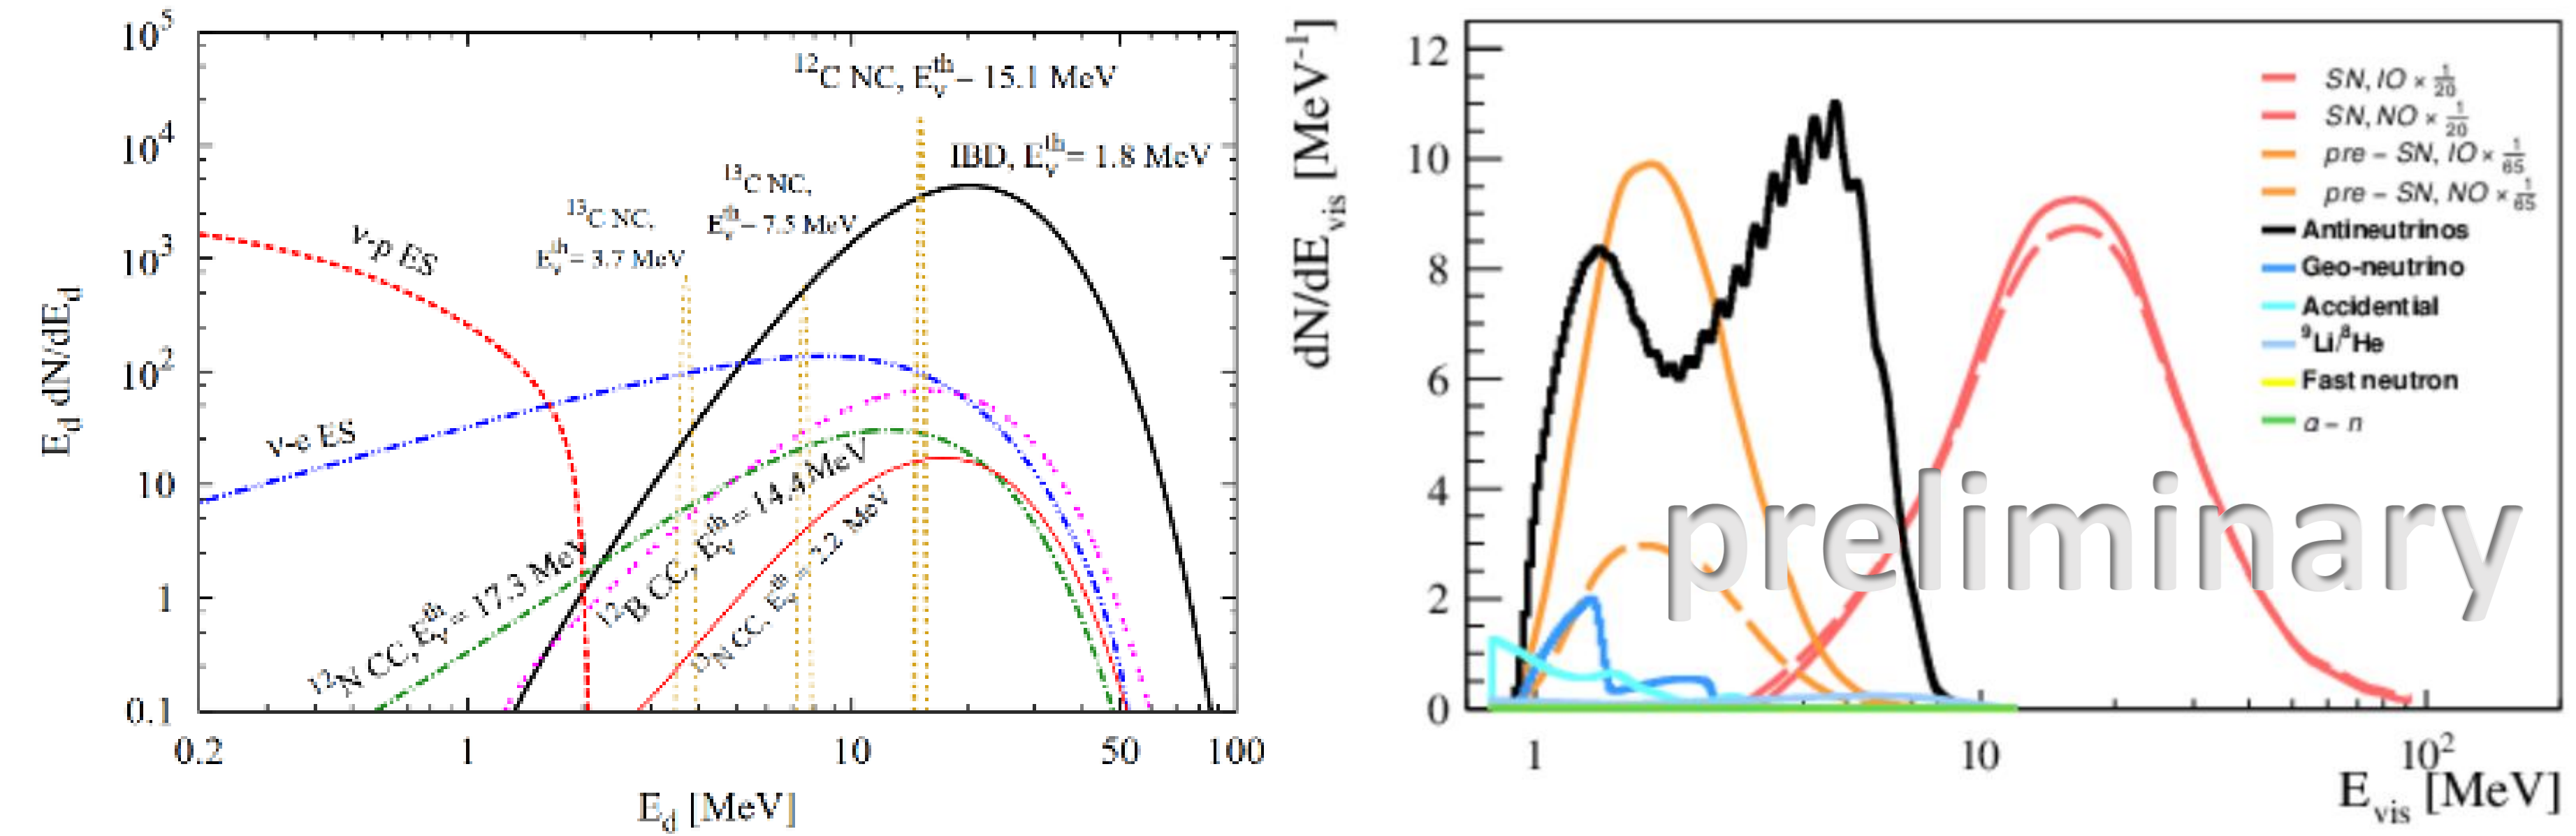 10^5
10^4
10^3
10^2
10
1
0.1
E_d dN/dE_d
0.2
1
10
50
100
E_d [MeV]
^12C NC, E_ν^th – 15.1 MeV
IBD, E_ν^th = 1.8 MeV
^13C NC,
E_ν^th – 7.5 MeV
^13C NC,
E_ν^th = 3.7 MeV
ν-p ES
ν-e ES
^12N CC, E_ν^th = 17.3 MeV
^12B CC, E_ν^th = 14.4 MeV
N CC, E_ν^th = 2.2 MeV
12
10
8
6
4
2
0
dN/dE_vis [MeV^-1]
1
10
10^2
E_vis [MeV]
SN, IO × 1/20
SN, NO × 1/20
pre – SN, IO × 1/65
pre – SN, NO × 1/65
Antineutrinos
Geo-neutrino
Accidential
^9Li/^8He
Fast neutron
α – n
preliminary